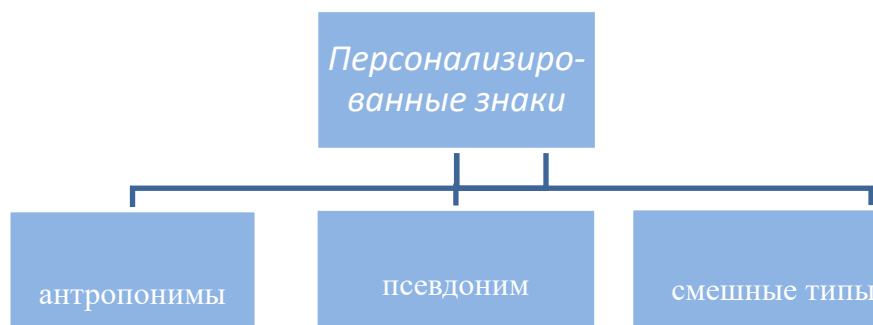 Персонализиро-
ванные знаки
антропонимы
псевдоним
смешные типы